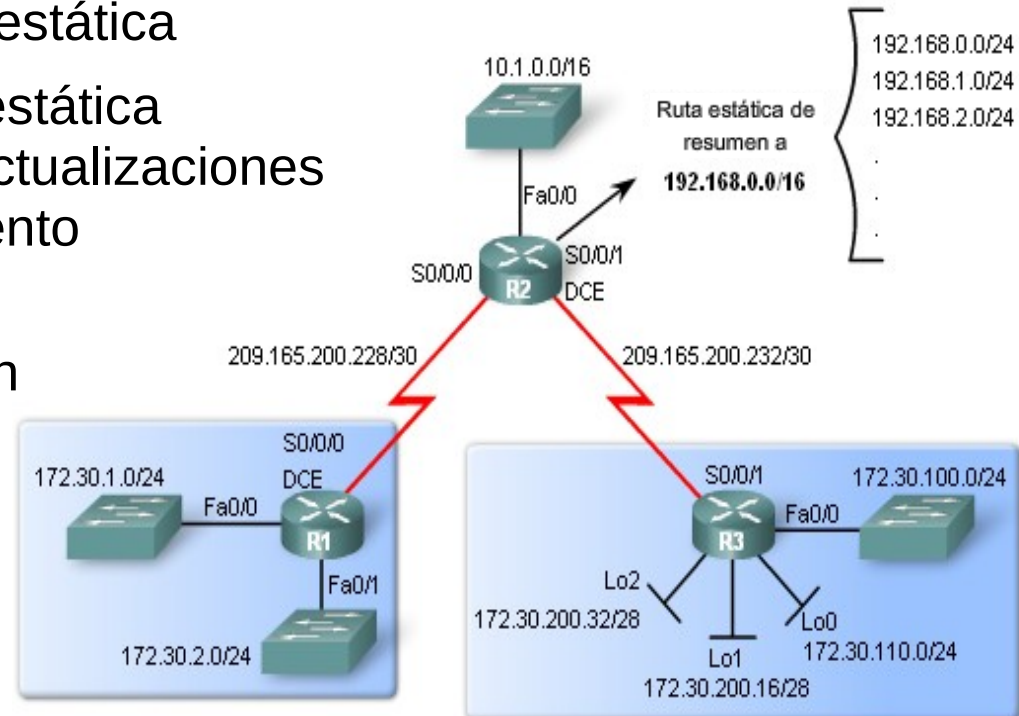 estática
estática
ctualizaciones
ento
n
10.1.0.0/16
Ruta estática de
resumen a
192.168.0.0/16
192.168.0.0/24
192.168.1.0/24
192.168.2.0/24
.
.
.
Fa0/0
S0/0/0
S0/0/1
R2
DCE
209.165.200.228/30
209.165.200.232/30
S0/0/0
DCE
172.30.1.0/24
Fa0/0
R1
Fa0/1
172.30.2.0/24
S0/0/1
172.30.100.0/24
Fa0/0
R3
Lo2
172.30.200.32/28
Lo0
172.30.110.0/24
Lo1
172.30.200.16/28